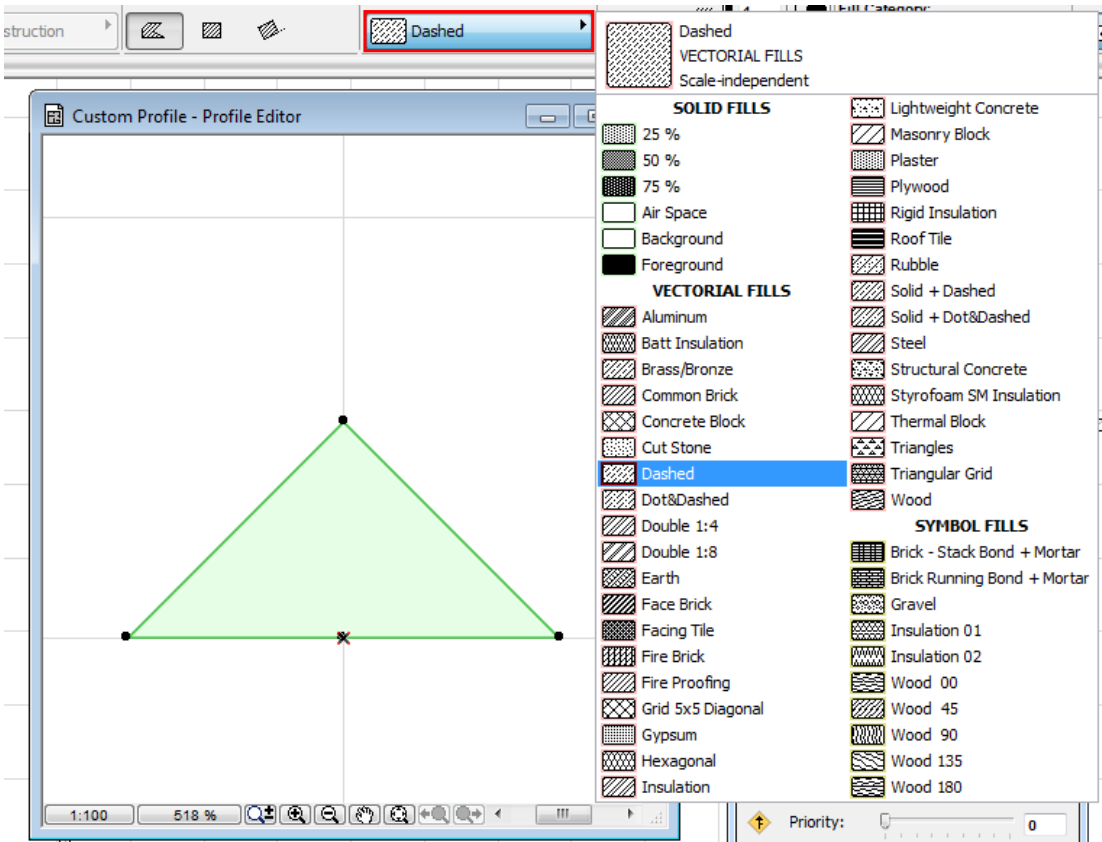 struction
Dashed
1
Fill Category:
Dashed
VECTORIAL FILLS
Scale-independent
Custom Profile - Profile Editor
SOLID FILLS
25 %
50 %
75 %
Air Space
Background
Foreground
VECTORIAL FILLS
Aluminum
Batt Insulation
Brass/Bronze
Common Brick
Concrete Block
Cut Stone
Dashed
Dot&Dashed
Double 1:4
Double 1:8
Earth
Face Brick
Facing Tile
Fire Brick
Fire Proofing
Grid 5x5 Diagonal
Gypsum
Hexagonal
Insulation
Lightweight Concrete
Masonry Block
Plaster
Plywood
Rigid Insulation
Roof Tile
Rubble
Solid + Dashed
Solid + Dot&Dashed
Steel
Structural Concrete
Styrofoam SM Insulation
Thermal Block
Triangles
Triangular Grid
Wood
SYMBOL FILLS
Brick - Stack Bond + Mortar
Brick Running Bond + Mortar
Gravel
Insulation 01
Insulation 02
Wood 00
Wood 45
Wood 90
Wood 135
Wood 180
1:100
518 %
Priority:
0